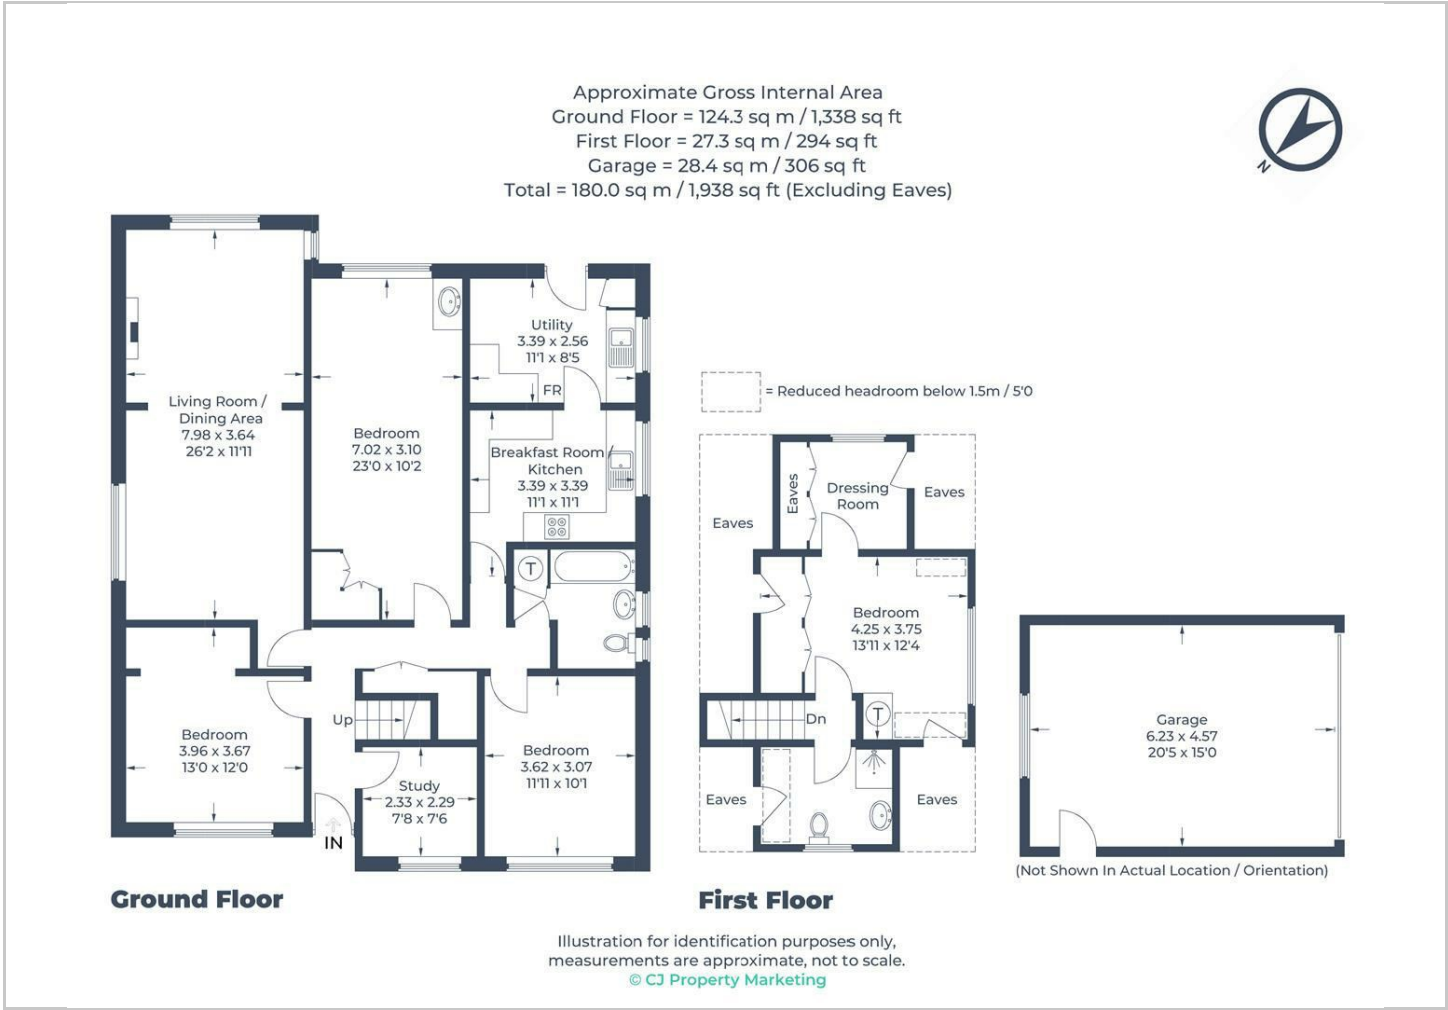 Approximate Gross Internal Area
Ground Floor = 124.3 sq m / 1,338 sq ft
First Floor = 27.3 sq m / 294 sq ft
Garage = 28.4 sq m / 306 sq ft
Total = 180.0 sq m / 1,938 sq ft (Excluding Eaves)
N
Living Room /
Dining Area
7.98 x 3.64
26'2 x 11'11
Bedroom
7.02 x 3.10
23'0 x 10'2
Utility
3.39 x 2.56
11'1 x 8'5
FR
Breakfast Room /
Kitchen
3.39 x 3.39
11'1 x 11'1
T
Bedroom
3.96 x 3.67
13'0 x 12'0
Up
Study
2.33 x 2.29
7'8 x 7'6
Bedroom
3.62 x 3.07
11'11 x 10'1
IN
Ground Floor
= Reduced headroom below 1.5m / 5'0
Eaves
Eaves
Dressing
Room
Eaves
Bedroom
4.25 x 3.75
13'11 x 12'4
Dn
T
Eaves
Eaves
First Floor
Garage
6.23 x 4.57
20'5 x 15'0
(Not Shown In Actual Location / Orientation)
Illustration for identification purposes only,
measurements are approximate, not to scale.
© CJ Property Marketing